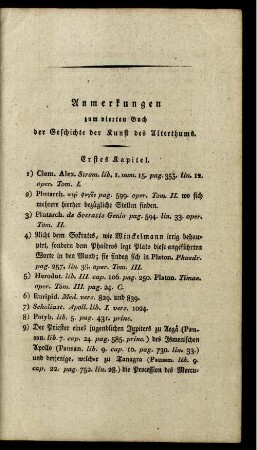 Anmerkungen
zum vierten Buch
der Geschichte der Kunst des Alterthums.
Erstes Kapitel.
1) Clem. Alex. Strom. lib. 1. num. 15. pag. 355. lin. 12.
oper. Tom. I.
2) Plutarch. περι φυγης pag. 599. oper. Tom. II. wo sich
mehrere hierher bezügliche Stellen finden.
3) Plutarch. de Socratis Genio pag. 594. lin. 33. oper.
Tom. II.
4) Nicht dem Sokrates, wie Winckelmann irrig behau-
ptet, sondern dem Phädros legt Plato diese angeführten
Worte in den Mund; sie finden sich in Platon. Phaedr.
pag. 257. lin. 36. oper. Tom. III.
5) Herodot. lib. III. cap. 106. pag. 250. Platon. Timae.
oper. Tom. III. pag. 24. C.
6) Euripid. Med. vers. 829. und 839.
7) Scholiast. Apoll. lib. I. vers. 1024.
8) Polyb. lib. 5. pag. 431. princ.
9) Der Priester eines jugendlichen Jupiters zu Aegä (Pau-
san. lib. 7. cap. 24. pag. 585. princ.) des Ismenischen
Apollo (Pausan. lib. 9. cap. 10. pag. 730. lin. 33.)
und derjenige, welcher zu Tanagra (Pausan. lib. 9.
cap. 22. pag. 752. lin. 28.) die Procession des Mercu-